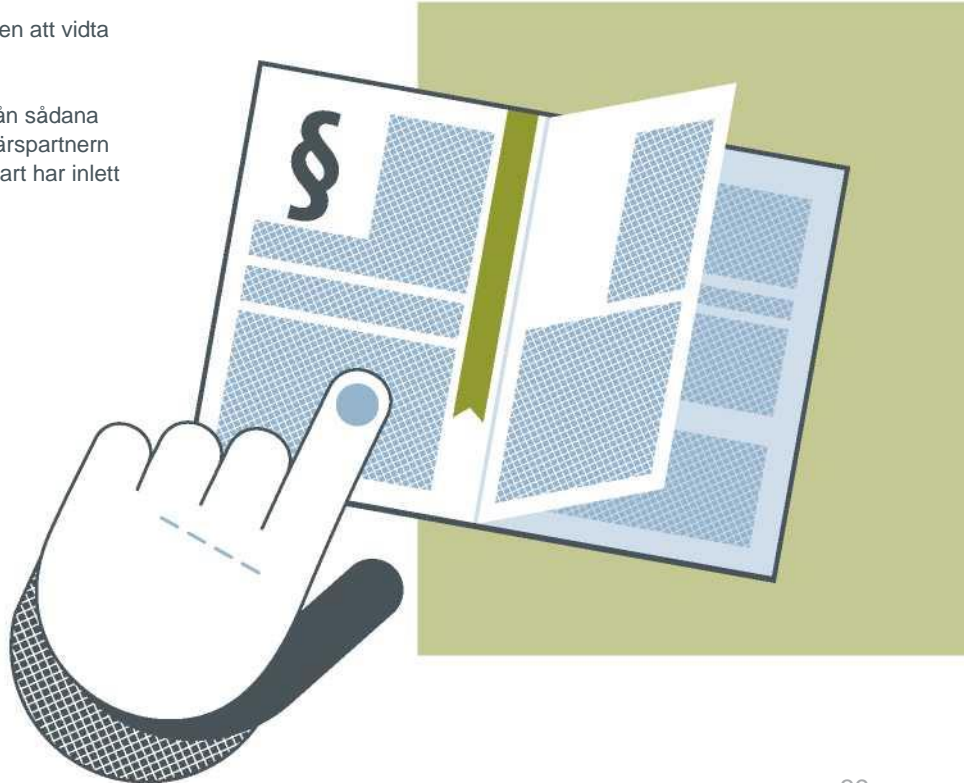 en att vidta
ån sådana
ärspartnern
art har inlett
§